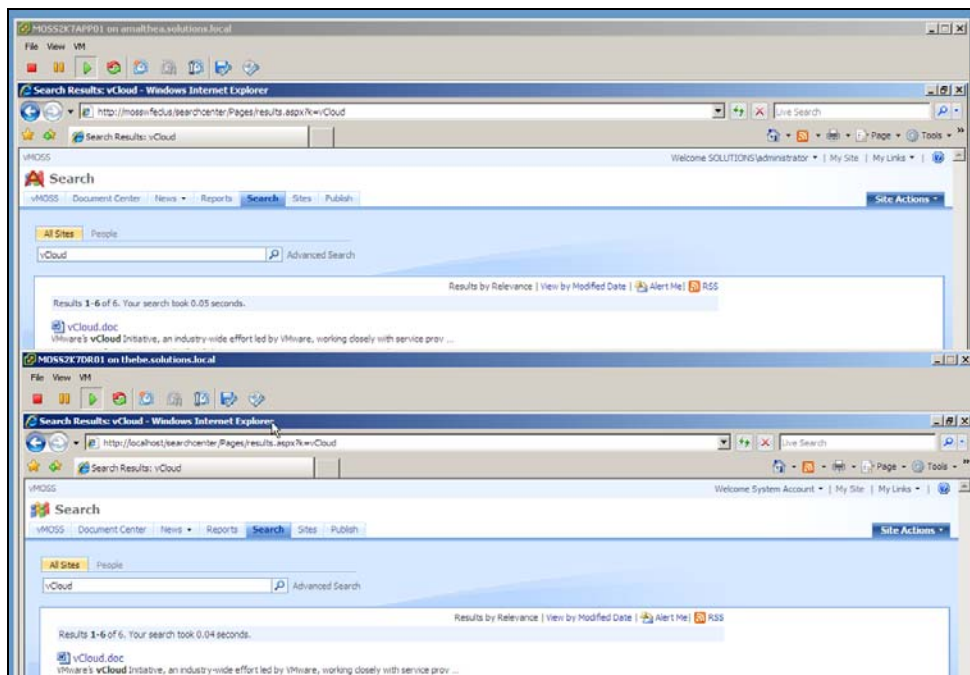 MOSS2K7APP01 on amalthea.solutions.local
File View VM
Search Results: vCloud - Windows Internet Explorer
http://mosswfedus/searchcenter/Pages/results.aspx?k=vCloud
Live Search
Search Results: vCloud
Page Tools
vMOSS
Welcome SOLUTIONS\administrator | My Site | My Links |
Search
vMOSS Document Center News Reports Search Sites Publish
Site Actions
All Sites People
vCloud
Advanced Search
Results by Relevance | View by Modified Date | Alert Me | RSS
Results 1-6 of 6. Your search took 0.05 seconds.
vCloud.doc
VMware's vCloud Initiative, an industry-wide effort led by VMware, working closely with service prov ...
MOSS2K7DR01 on thebe.solutions.local
File View VM
Search Results: vCloud - Windows Internet Explorer
http://localhost/searchcenter/Pages/results.aspx?k=vCloud
Live Search
Search Results: vCloud
Page Tools
vMOSS
Welcome System Account | My Site | My Links |
Search
vMOSS Document Center News Reports Search Sites Publish
Site Actions
All Sites People
vCloud
Advanced Search
Results by Relevance | View by Modified Date | Alert Me | RSS
Results 1-6 of 6. Your search took 0.04 seconds.
vCloud.doc
VMware's vCloud Initiative, an industry-wide effort led by VMware, working closely with service prov ...